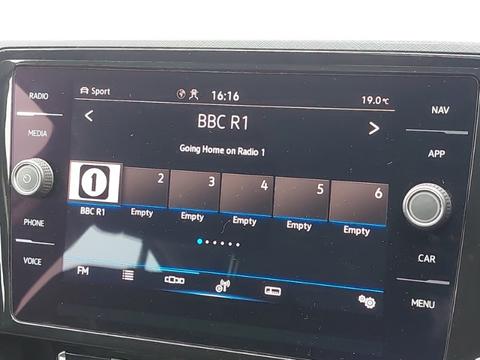 RADIO
MEDIA
PHONE
VOICE
Sport
16:16
19.0°C
BBC R1
Going Home on Radio 1
1
2
3
4
5
6
BBC R1
Empty
Empty
Empty
Empty
Empty
FM
NAV
APP
CAR
MENU